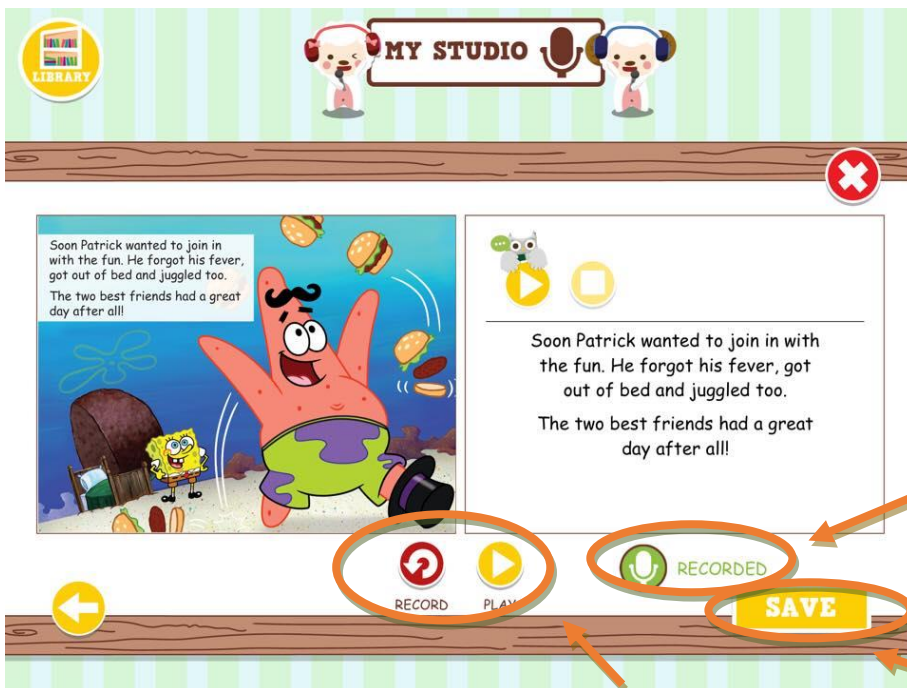 LIBRARY
MY STUDIO
Soon Patrick wanted to join in
with the fun. He forgot his fever,
got out of bed and juggled too.
The two best friends had a great
day after all!
Soon Patrick wanted to join in with
the fun. He forgot his fever, got
out of bed and juggled too.
The two best friends had a great
day after all!
RECORD
PLAY
RECORDED
SAVE